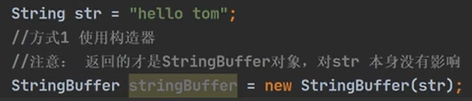 String str = "hello tom";
//方式1 使用构造器
//注意： 返回的才是StringBuffer对象，对str 本身没有影响
StringBuffer stringBuffer = new StringBuffer(str);